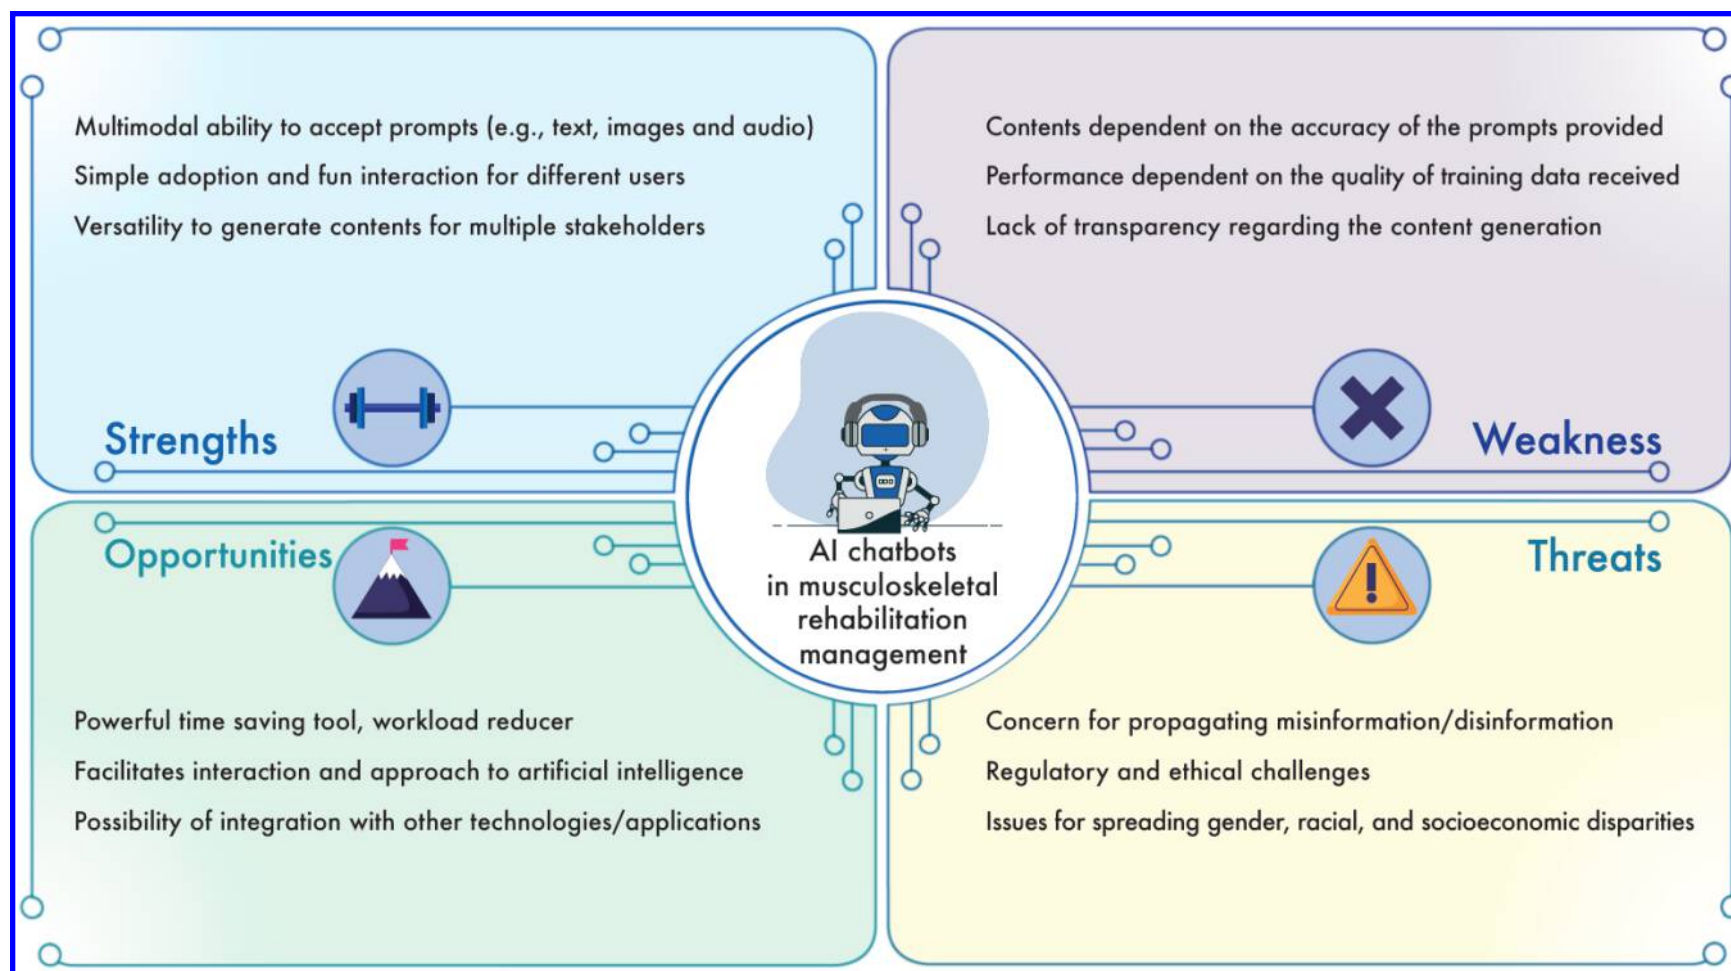 Multimodal ability to accept prompts (e.g., text, images and audio)
Simple adoption and fun interaction for different users
Versatility to generate contents for multiple stakeholders
Strengths
Contents dependent on the accuracy of the prompts provided
Performance dependent on the quality of training data received
Lack of transparency regarding the content generation
Weakness
AI chatbots
in musculoskeletal
rehabilitation
management
Opportunities
Powerful time saving tool, workload reducer
Facilitates interaction and approach to artificial intelligence
Possibility of integration with other technologies/applications
Threats
Concern for propagating misinformation/disinformation
Regulatory and ethical challenges
Issues for spreading gender, racial, and socioeconomic disparities